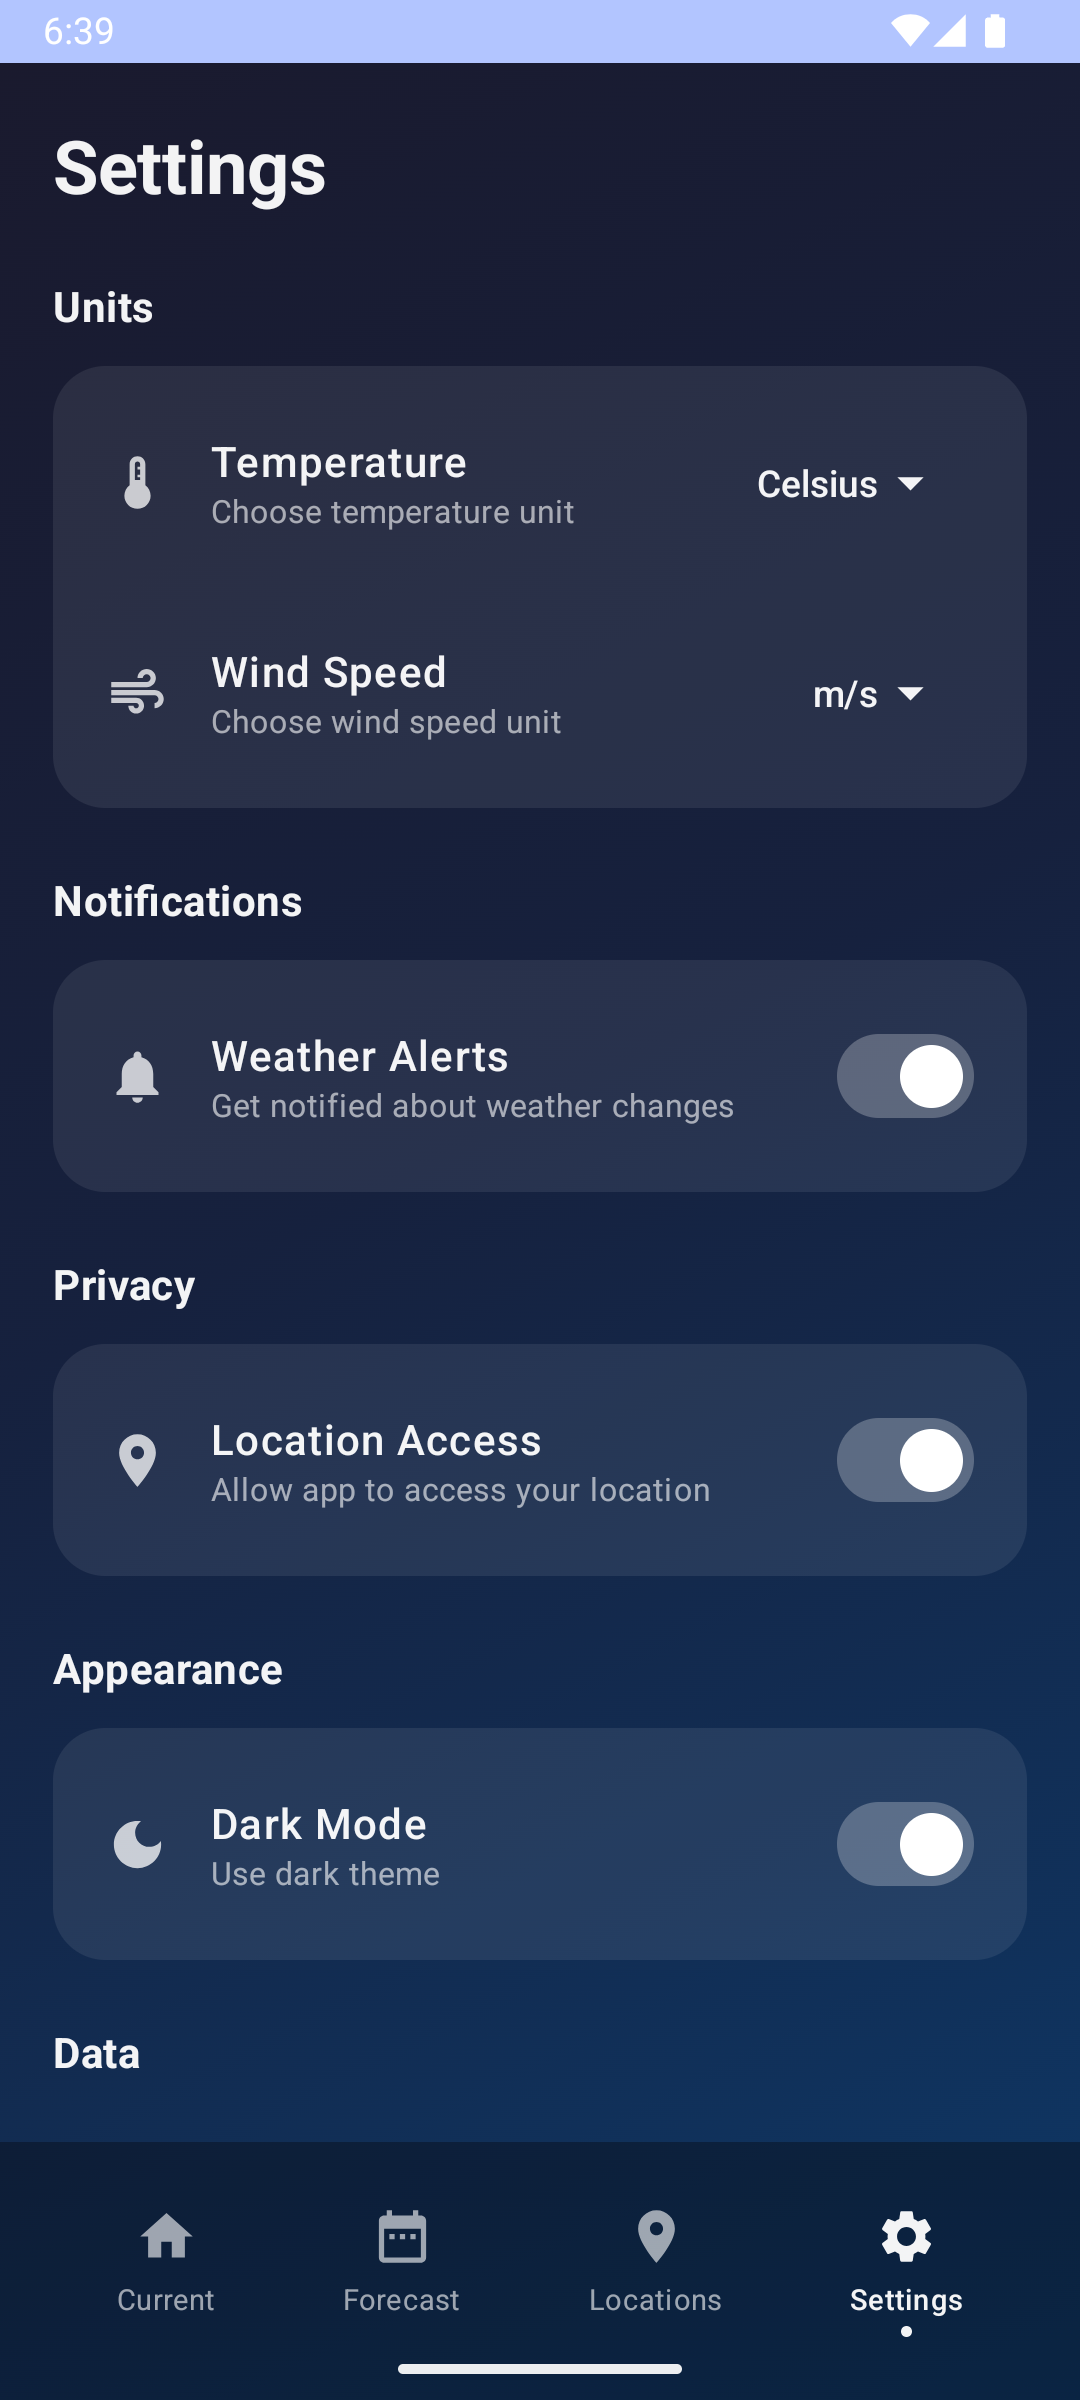 6:39
Settings
Units
Temperature
Choose temperature unit
Celsius
Wind Speed
Choose wind speed unit
m/s
Notifications
Weather Alerts
Get notified about weather changes
Privacy
Location Access
Allow app to access your location
Appearance
Dark Mode
Use dark theme
Data
Current
Forecast
Locations
Settings